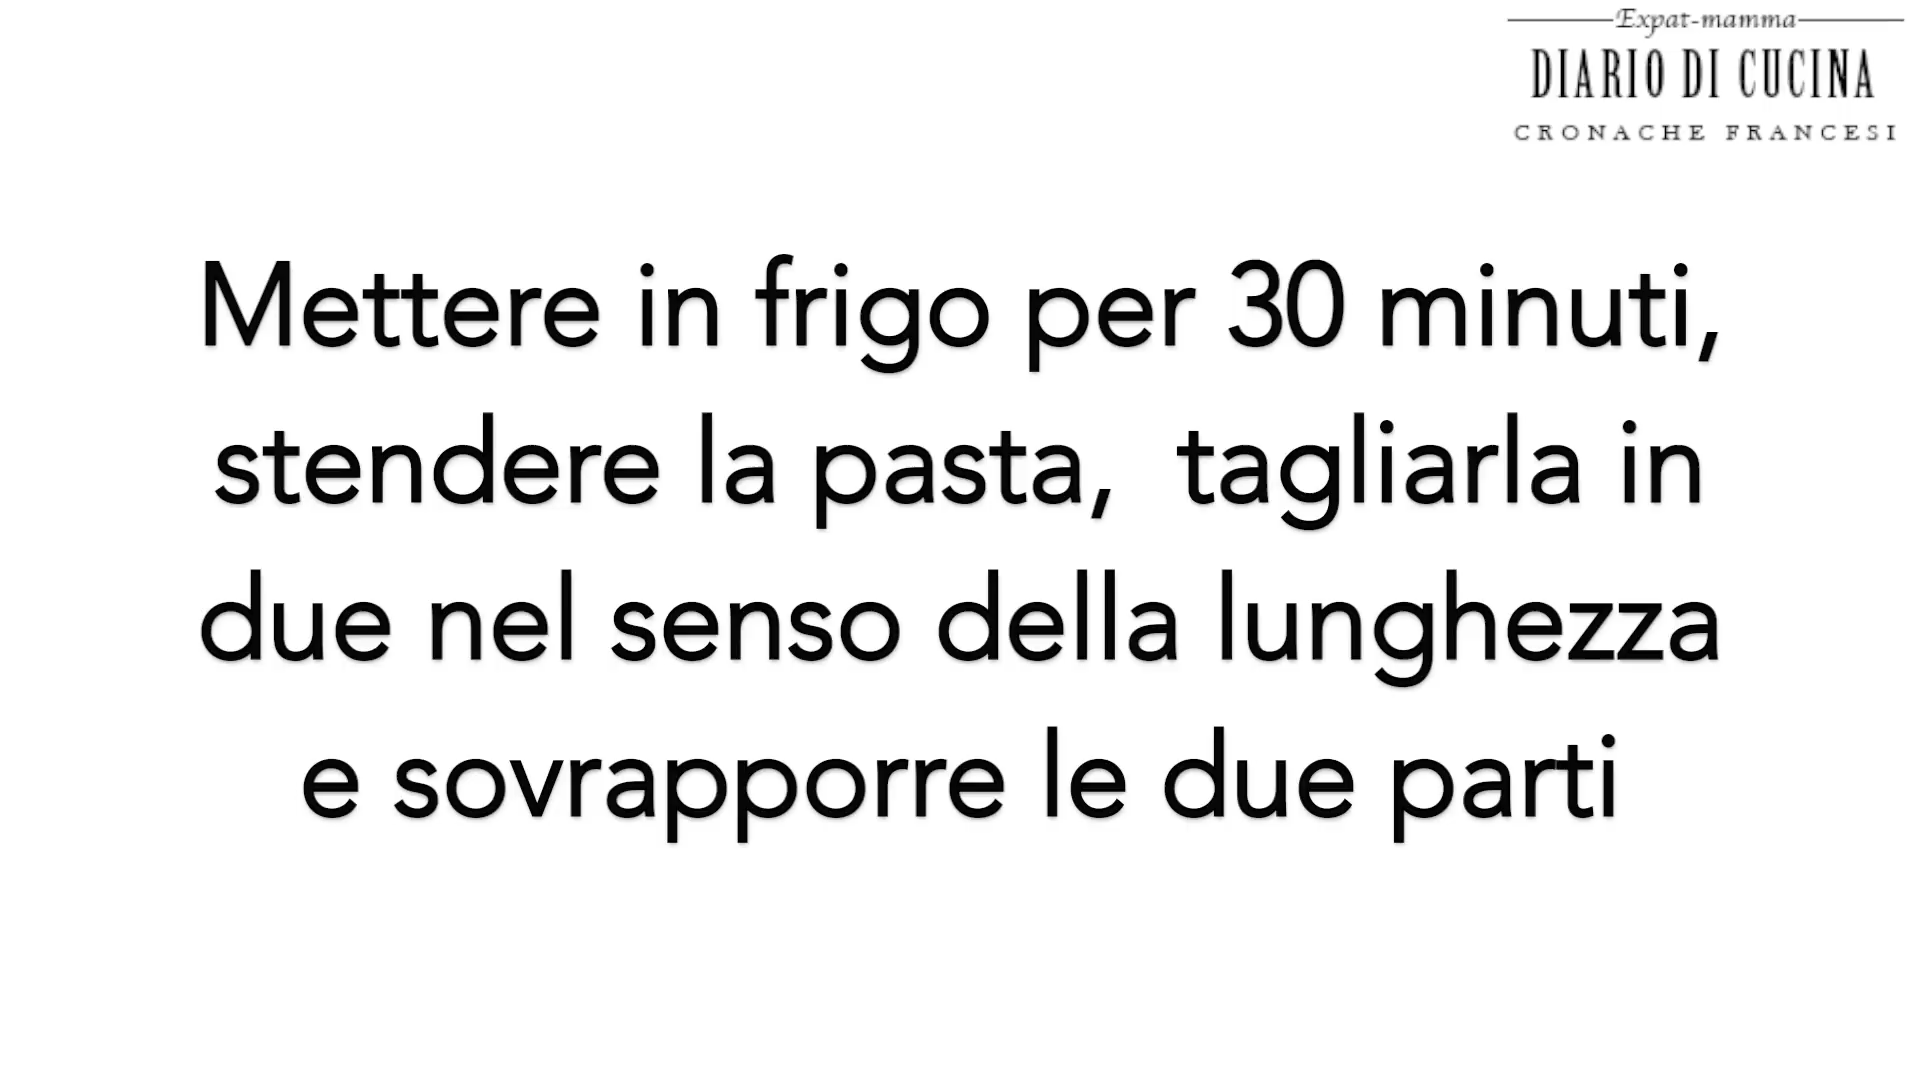 Expat-mamma
DIARIO DI CUCINA
CRONACHE FRANCESI
Mettere in frigo per 30 minuti,
stendere la pasta,  tagliarla in
due nel senso della lunghezza
e sovrapporre le due parti